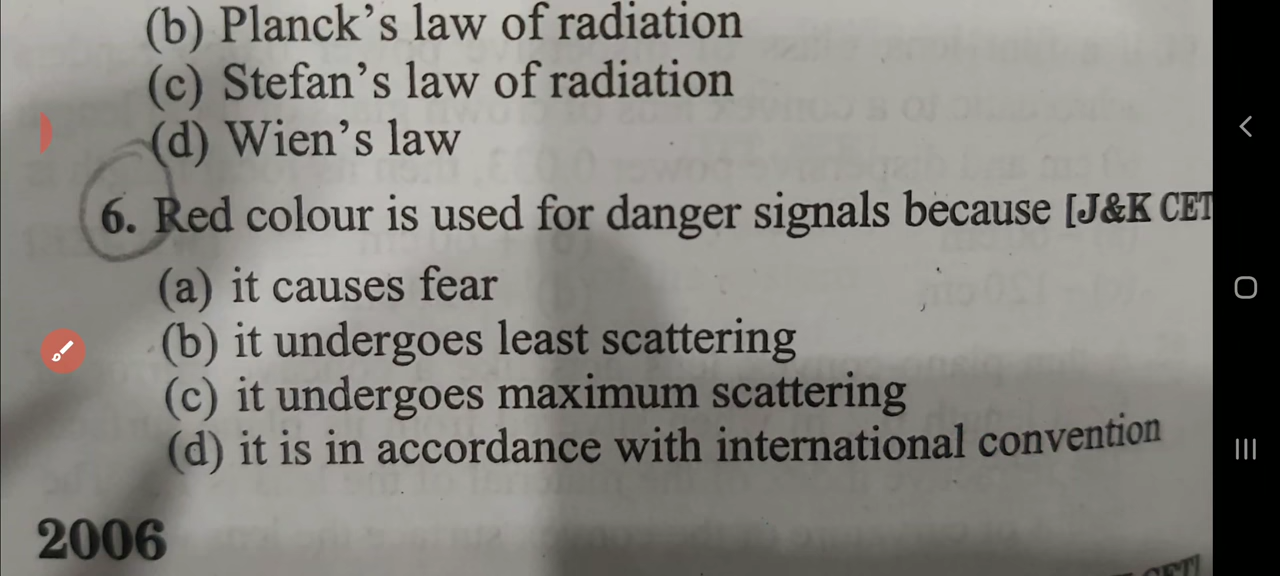 (b) Planck’s law of radiation
(c) Stefan’s law of radiation
(d) Wien’s law
6. Red colour is used for danger signals because [J&K CET
(a) it causes fear
(b) it undergoes least scattering
(c) it undergoes maximum scattering
(d) it is in accordance with international convention
2006
CET]